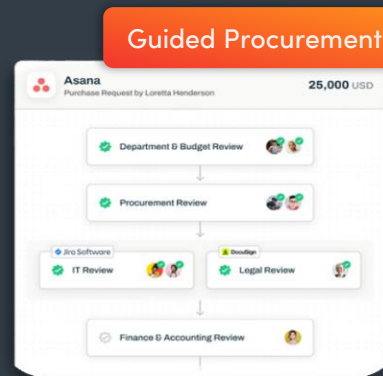 Guided Procurement
Asana
25,000 USD
Purchase Request by Loretta Henderson
Department & Budget Review
Procurement Review
Jira Software
DocuSign
IT Review
Legal Review
Finance & Accounting Review